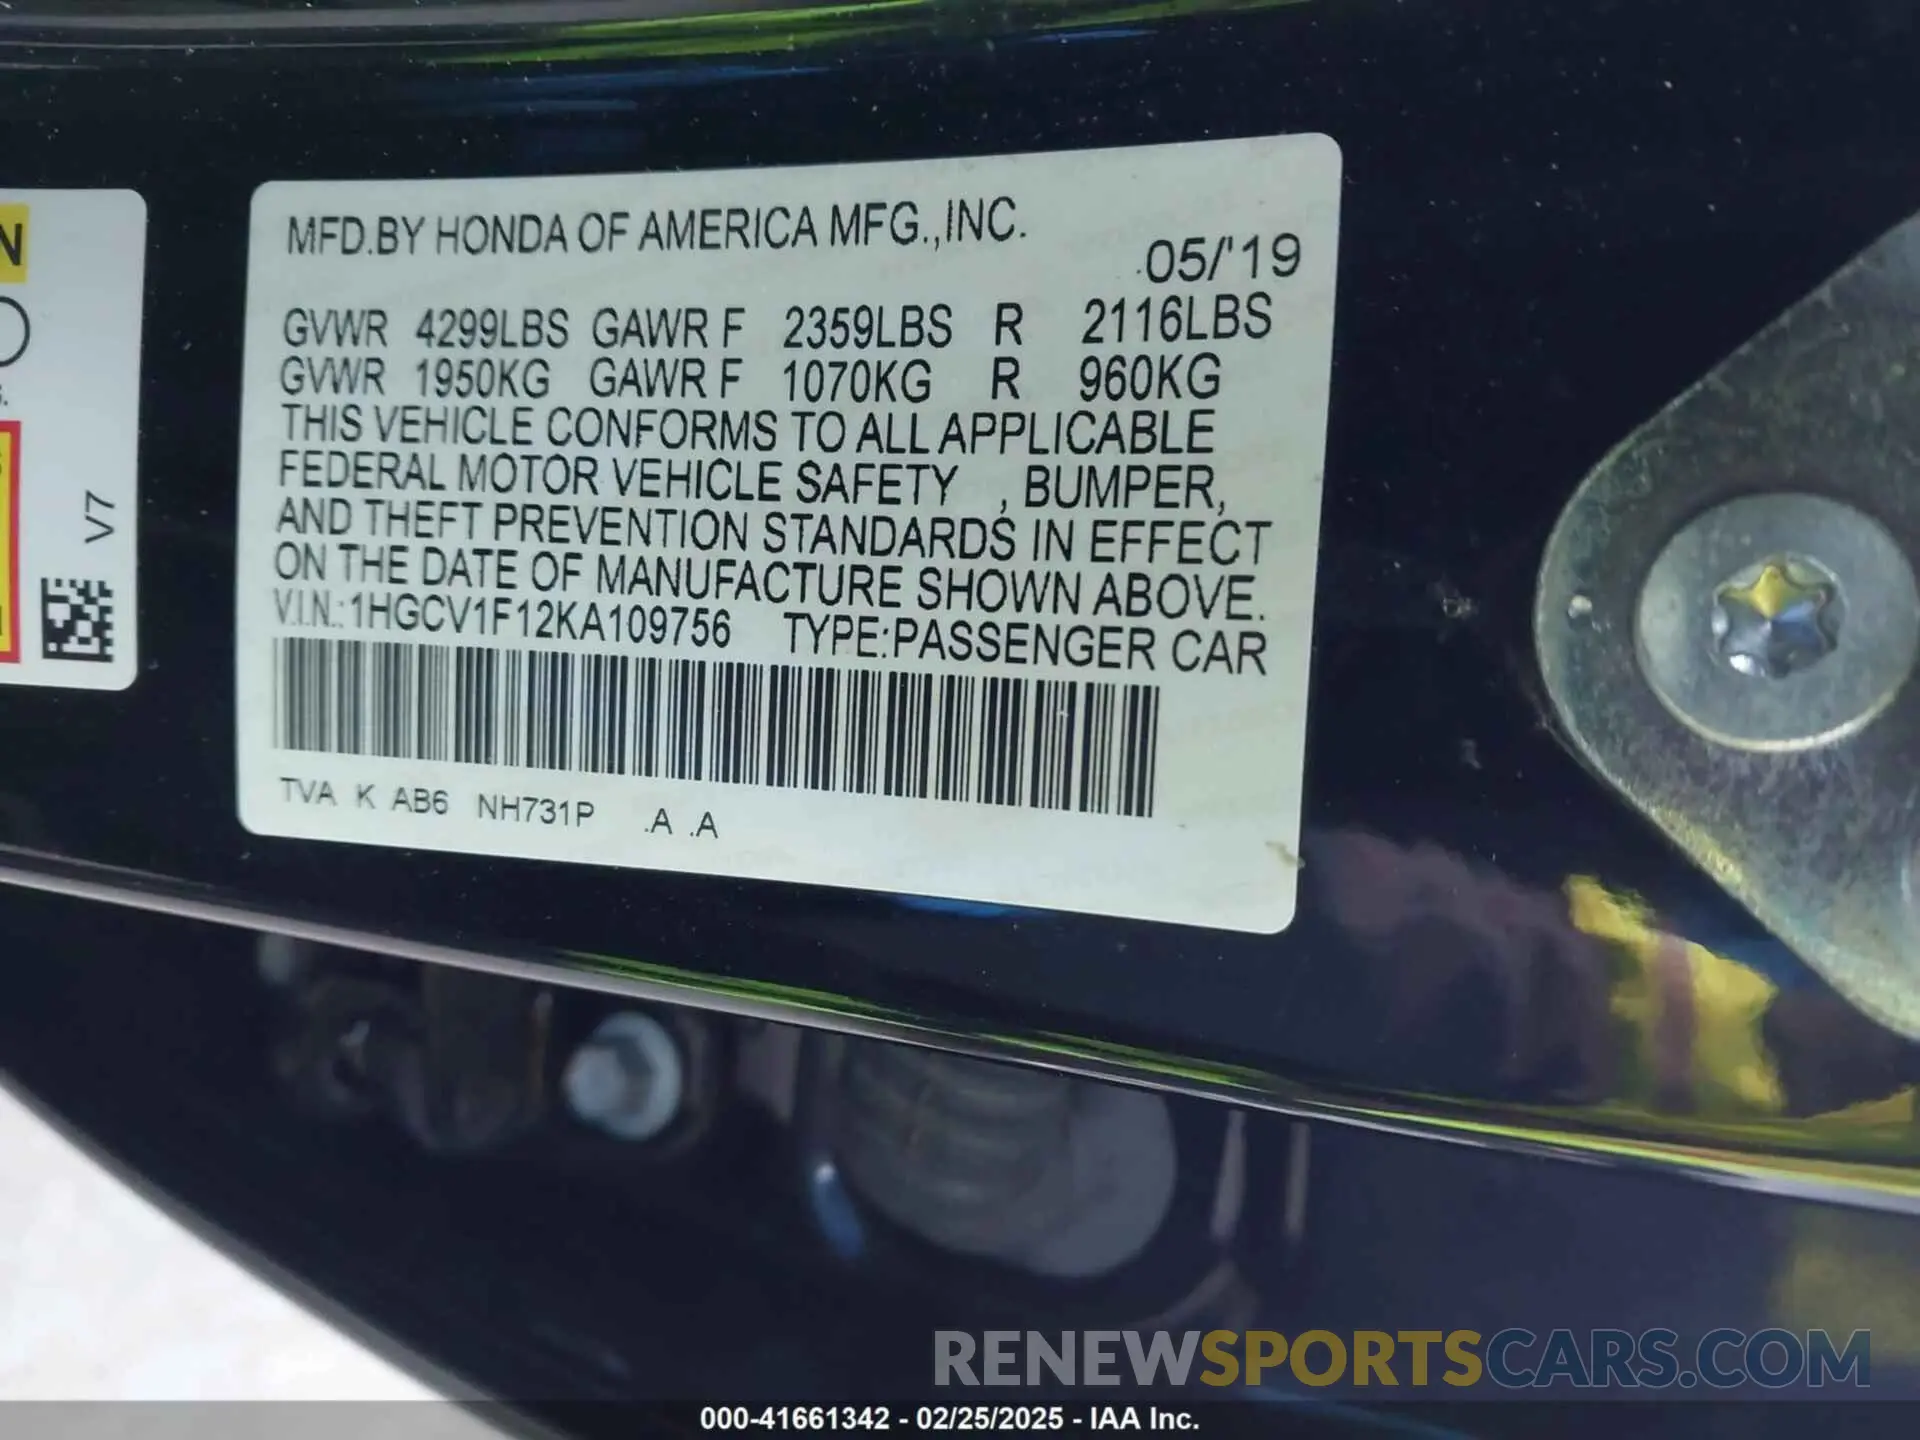 N
V7
MFD.BY HONDA OF AMERICA MFG.,INC.
05/'19
GVWR 4299LBS GAWR F 2359LBS R 2116LBS
GVWR 1950KG GAWR F 1070KG R 960KG
THIS VEHICLE CONFORMS TO ALL APPLICABLE
FEDERAL MOTOR VEHICLE SAFETY , BUMPER,
AND THEFT PREVENTION STANDARDS IN EFFECT
ON THE DATE OF MANUFACTURE SHOWN ABOVE.
V.I.N.:1HGCV1F12KA109756 TYPE:PASSENGER CAR
TVA K AB6 NH731P .A .A
RENEWSPORTSCARS.COM
000-41661342 - 02/25/2025 - IAA Inc.